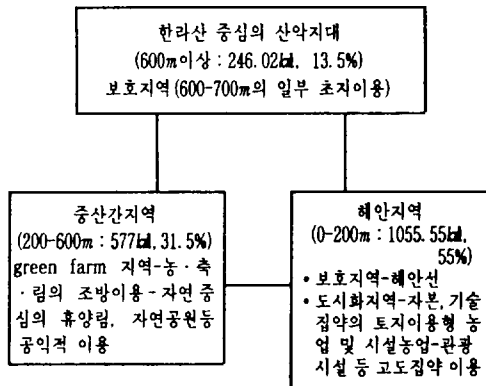 한라산 중심의 산악지대
(600m이상 : 246.02㎢, 13.5%)
보호지역(600-700m의 일부 초지이용)
중산간지역
(200-600m : 577㎢,31.5%)
green farm 지역-농·축
·림의 조방이용-자연중
심의 휴양림, 자연공원등
공익적 이용
해안지역
(0-200m : 1055.55㎢,
55%)
• 보호지역-해안선
• 도시화지역-자본, 기술
집약의 토지이용형 농
업 및 시설농업-관광
시설 등 고도집약 이용